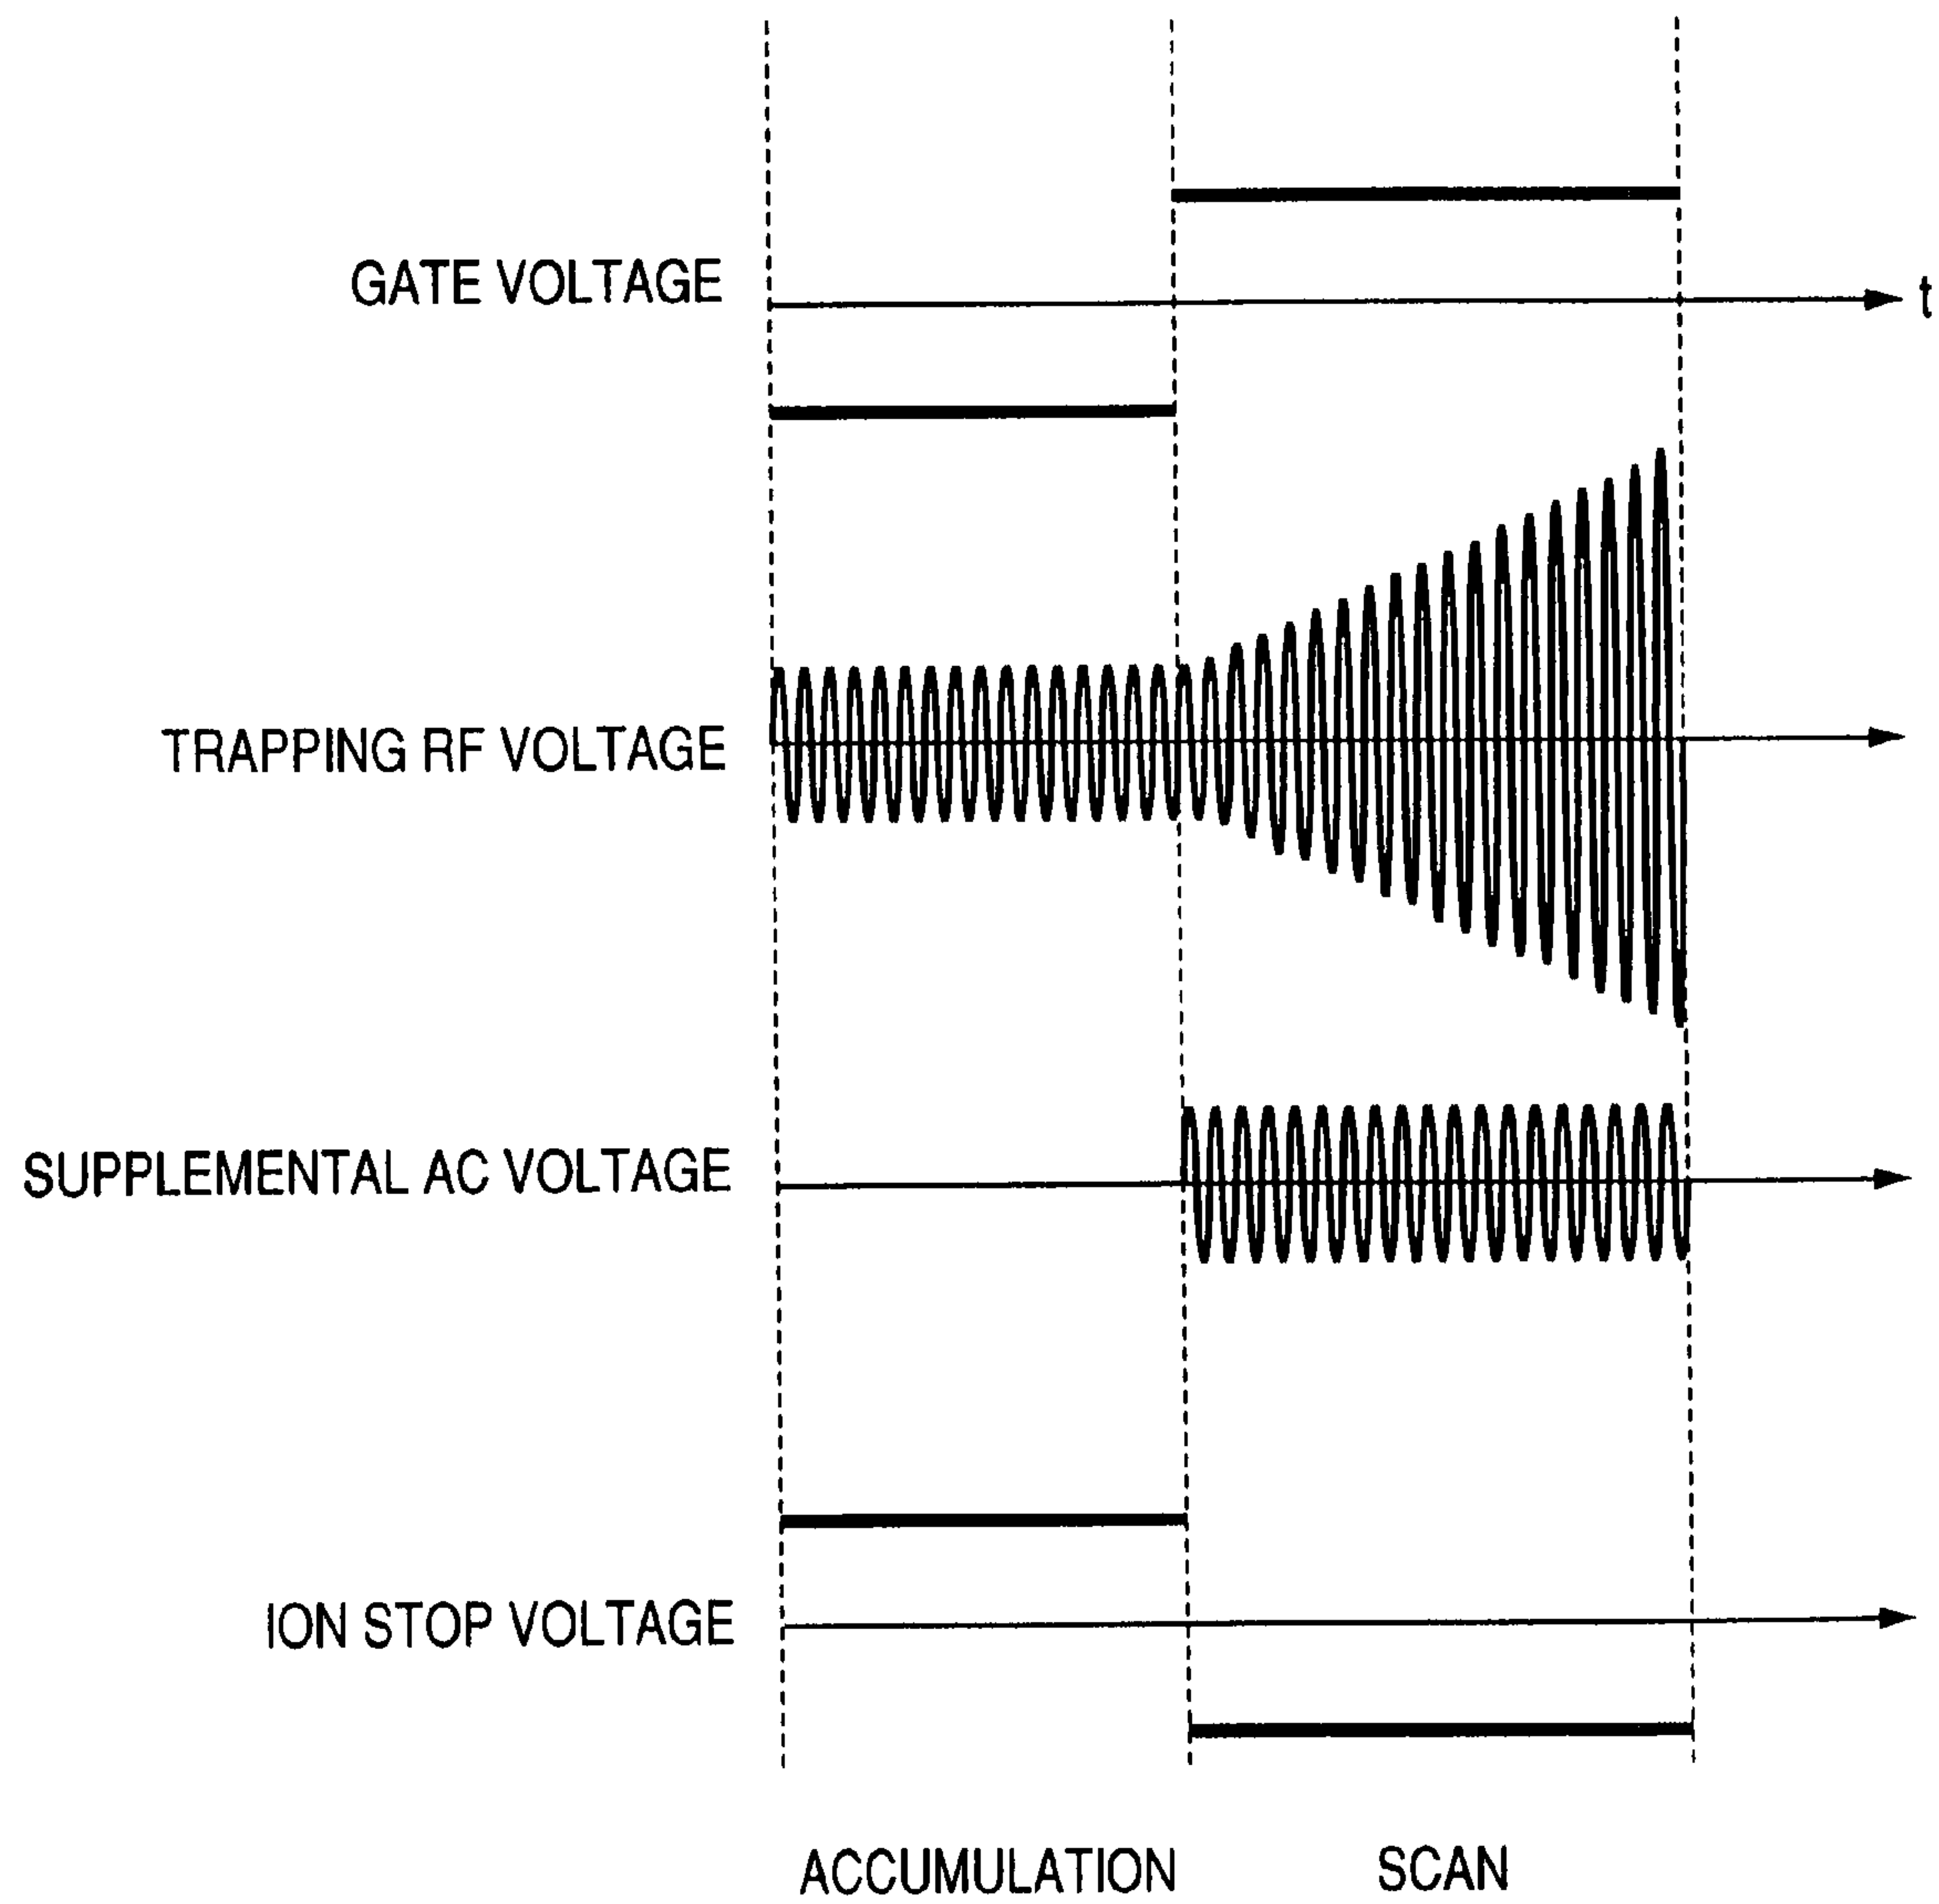 GATE VOLTAGE
t
TRAPPING RF VOLTAGE
SUPPLEMENTAL AC VOLTAGE
ION STOP VOLTAGE
ACCUMULATION
SCAN